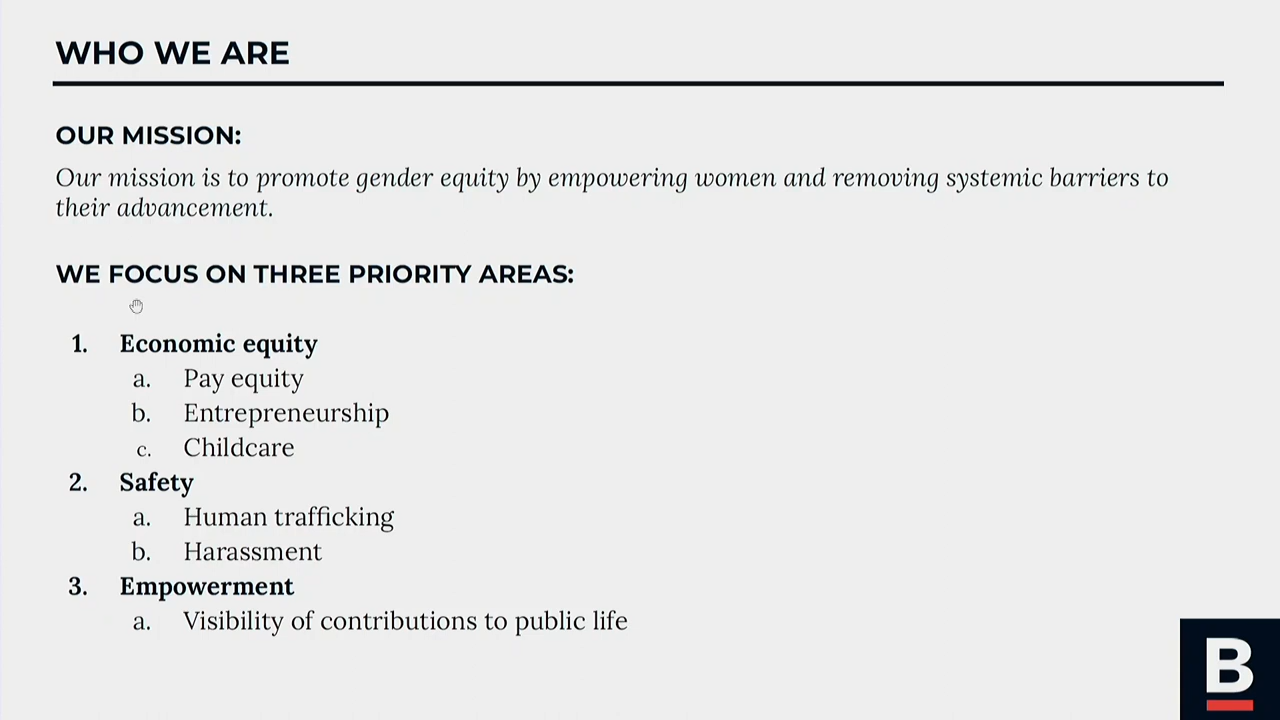 WHO WE ARE
OUR MISSION:
Our mission is to promote gender equity by empowering women and removing systemic barriers to
their advancement.
WE FOCUS ON THREE PRIORITY AREAS:
1. Economic equity
a. Pay equity
b. Entrepreneurship
c. Childcare
2. Safety
a. Human trafficking
b. Harassment
3. Empowerment
a. Visibility of contributions to public life
B